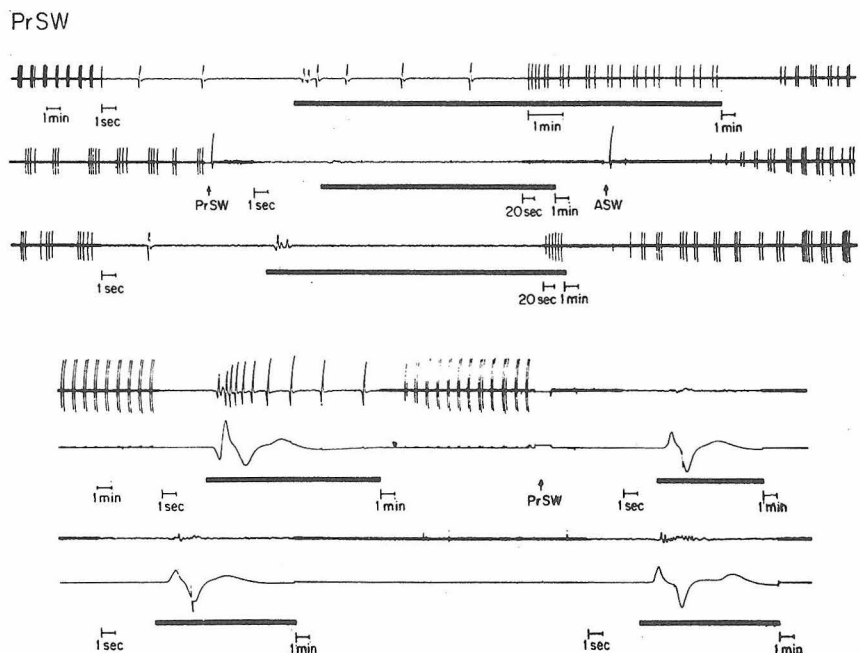 PrSW
1min 1sec 1min 1min
PrSW 1sec 20sec 1min ASW
1sec 20sec 1min
1min 1sec 1min PrSW 1sec 1min
1sec 1min 1sec 1min